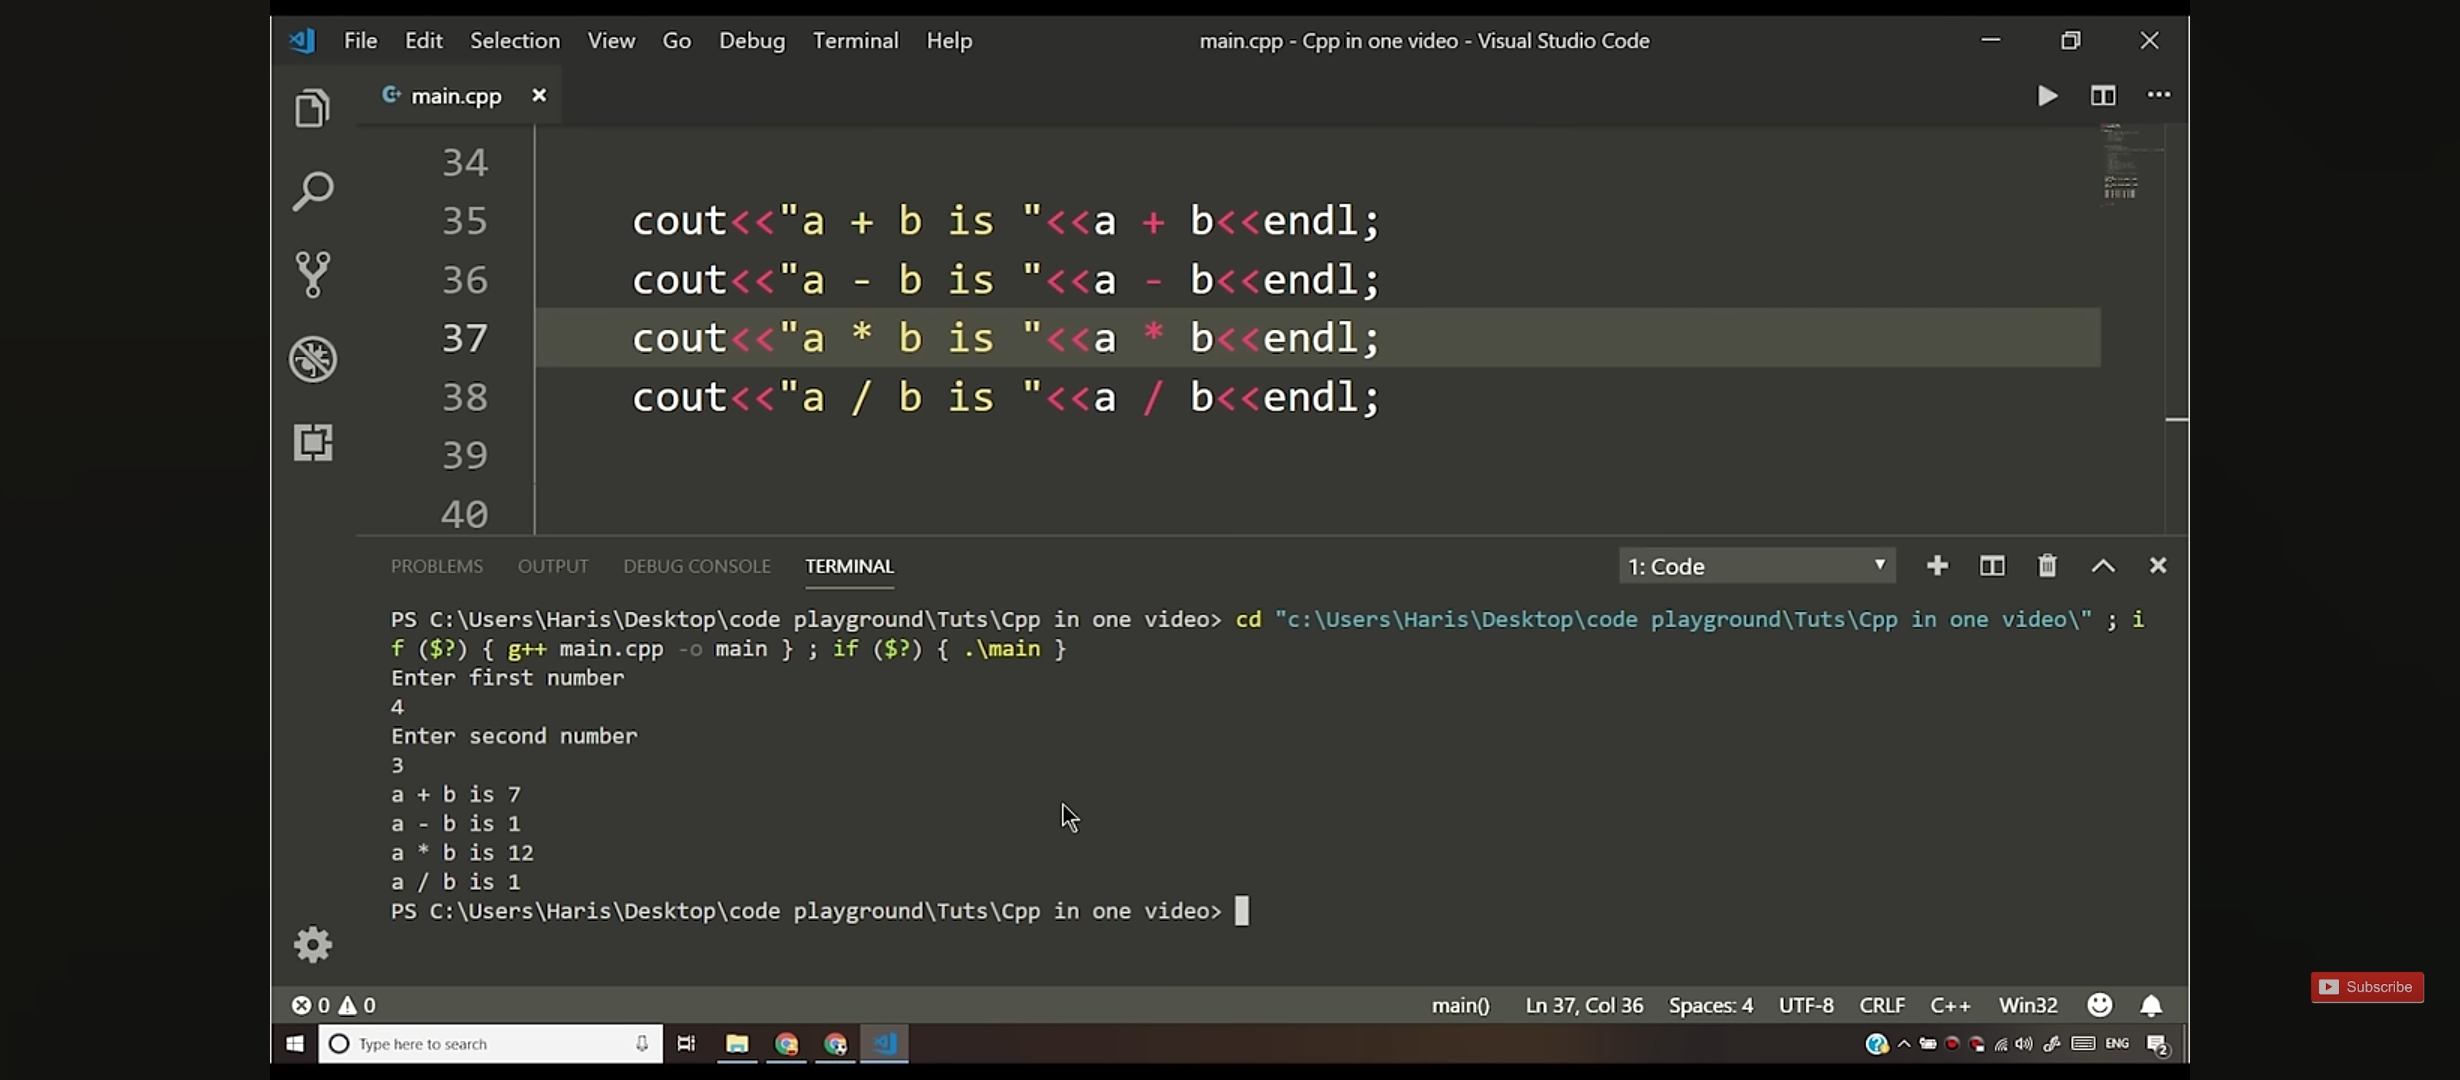 File Edit Selection View Go Debug Terminal Help main.cpp - Cpp in one video - Visual Studio Code
main.cpp
34
35 cout<<"a + b is "<<a + b<<endl;
36 cout<<"a - b is "<<a - b<<endl;
37 cout<<"a * b is "<<a * b<<endl;
38 cout<<"a / b is "<<a / b<<endl;
39
40
PROBLEMS OUTPUT DEBUG CONSOLE TERMINAL 1: Code
PS C:\Users\Haris\Desktop\code playground\Tuts\Cpp in one video> cd "c:\Users\Haris\Desktop\code playground\Tuts\Cpp in one video\" ; i
f ($?) { g++ main.cpp -o main } ; if ($?) { .\main }
Enter first number
4
Enter second number
3
a + b is 7
a - b is 1
a * b is 12
a / b is 1
PS C:\Users\Haris\Desktop\code playground\Tuts\Cpp in one video>
Subscribe
0 0 main() Ln 37, Col 36 Spaces: 4 UTF-8 CRLF C++ Win32
Type here to search ENG 2